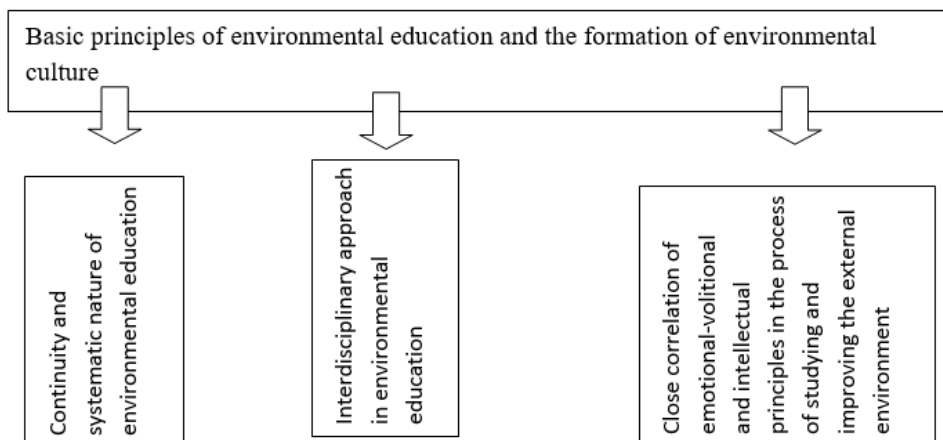 Basic principles of environmental education and the formation of environmental
culture
Continuity and
systematic nature of
environmental education
Interdisciplinary approach
in environmental
education
Close correlation of
emotional-volitional
and intellectual
principles in the process
of studying and
improving the external
environment